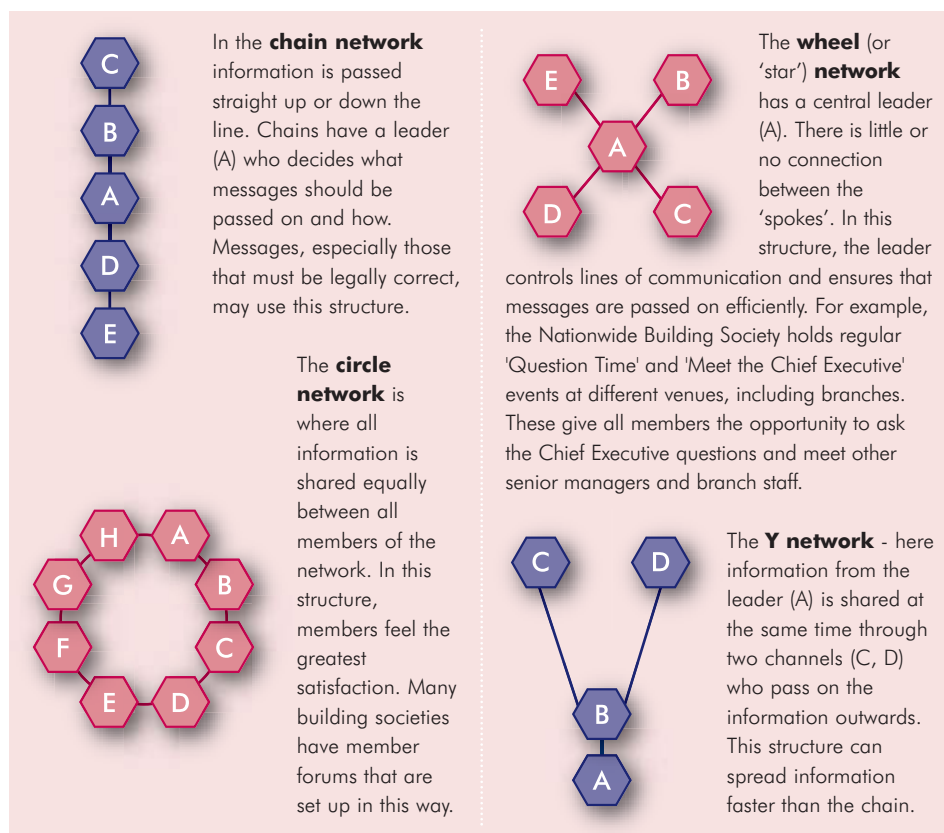 C
B
A
D
E
In the chain network
information is passed
straight up or down the
line. Chains have a leader
(A) who decides what
messages should be
passed on and how.
Messages, especially those
that must be legally correct,
may use this structure.
The circle
network is
where all
information is
shared equally
between all
members of the
network. In this
structure,
members feel the
greatest
satisfaction. Many
building societies
have member
forums that are
set up in this way.
H A
G B
F C
E D
E B
A
D C
The wheel (or
‘star’) network
has a central leader
(A). There is little or
no connection
between the
‘spokes’. In this
structure, the leader
controls lines of communication and ensures that
messages are passed on efficiently. For example,
the Nationwide Building Society holds regular
'Question Time' and 'Meet the Chief Executive'
events at different venues, including branches.
These give all members the opportunity to ask
the Chief Executive questions and meet other
senior managers and branch staff.
C D
B
A
The Y network - here
information from the
leader (A) is shared at
the same time through
two channels (C, D)
who pass on the
information outwards.
This structure can
spread information
faster than the chain.